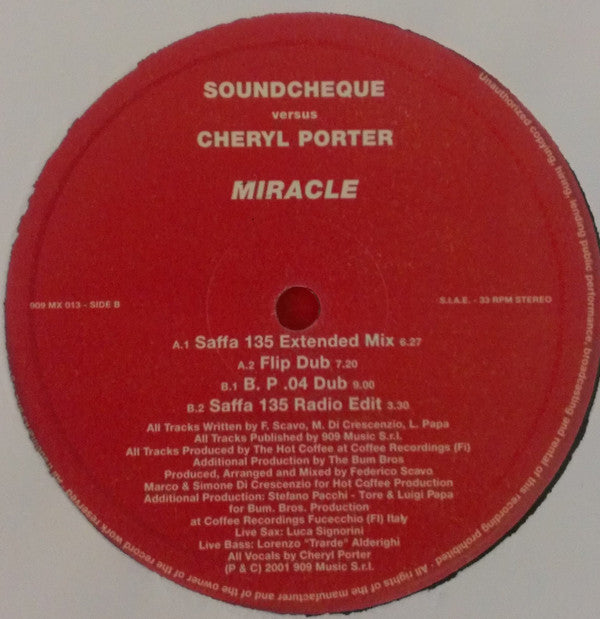 SOUNDCHEQUE
versus
CHERYL PORTER
MIRACLE
909 MX 013 - SIDE B
S.I.A.E. - 33 RPM STEREO
A.1 Saffa 135 Extended Mix 6.27
A.2 Flip Dub 7.20
B.1 B. P .04 Dub 9.00
B.2 Saffa 135 Radio Edit 3.30
All Tracks Written by F. Scavo, M. Di Crescenzio, L. Papa
All Tracks Published by 909 Music S.r.l.
All Tracks Produced by The Hot Coffee at Coffee Recordings (Fi)
Additional Production by The Bum Bros
Produced, Arranged and Mixed by Federico Scavo
Marco & Simone Di Crescenzio for Hot Coffee Production
Additional Production: Stefano Pacchi - Tore & Luigi Papa
for Bum. Bros. Production
at Coffee Recordings Fucecchio (FI) Italy
Live Sax: Luca Signorini
Live Bass: Lorenzo "Trarde" Alderighi
All Vocals by Cheryl Porter
(P & C) 2001 909 Music S.r.l.
Unauthorized copying, hiring, lending public performance, broadcasting and rental of this recording prohibited - All rights of the manufacturer and of the owner of the record work reserved